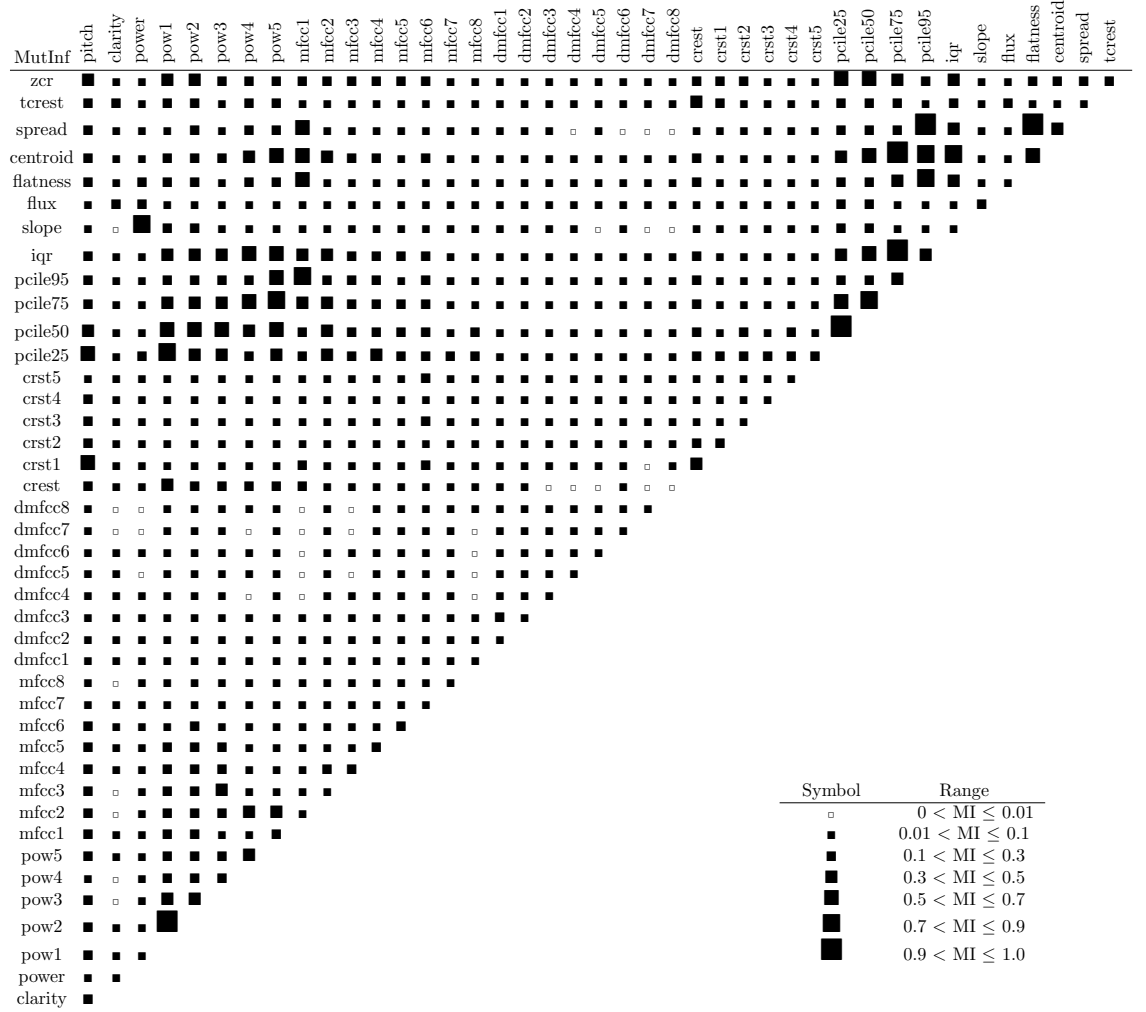 MutInf pitch clarity power pow1 pow2 pow3 pow4 pow5 mfcc1 mfcc2 mfcc3 mfcc4 mfcc5 mfcc6 mfcc7 mfcc8 dmfcc1 dmfcc2 dmfcc3 dmfcc4 dmfcc5 dmfcc6 dmfcc7 dmfcc8 crest crst1 crst2 crst3 crst4 crst5 pcile25 pcile50 pcile75 pcile95 iqr slope flux flatness centroid spread tcrest
zcr
tcrest
spread
centroid
flatness
flux
slope
iqr
pcile95
pcile75
pcile50
pcile25
crst5
crst4
crst3
crst2
crst1
crest
dmfcc8
dmfcc7
dmfcc6
dmfcc5
dmfcc4
dmfcc3
dmfcc2
dmfcc1
mfcc8
mfcc7
mfcc6
mfcc5
mfcc4
mfcc3
mfcc2
mfcc1
pow5
pow4
pow3
pow2
pow1
power
clarity
Symbol Range
0 < MI ≤ 0.01
0.01 < MI ≤ 0.1
0.1 < MI ≤ 0.3
0.3 < MI ≤ 0.5
0.5 < MI ≤ 0.7
0.7 < MI ≤ 0.9
0.9 < MI ≤ 1.0